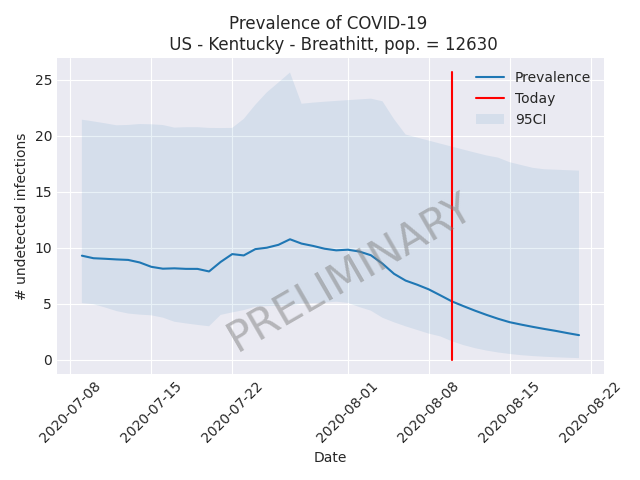 Prevalence of COVID-19
US - Kentucky - Breathitt, pop. = 12630
Prevalence
Today
95CI
# undetected infections
25
20
15
10
5
0
PRELIMINARY
2020-07-08
2020-07-15
2020-07-22
2020-08-01
2020-08-08
2020-08-15
2020-08-22
Date